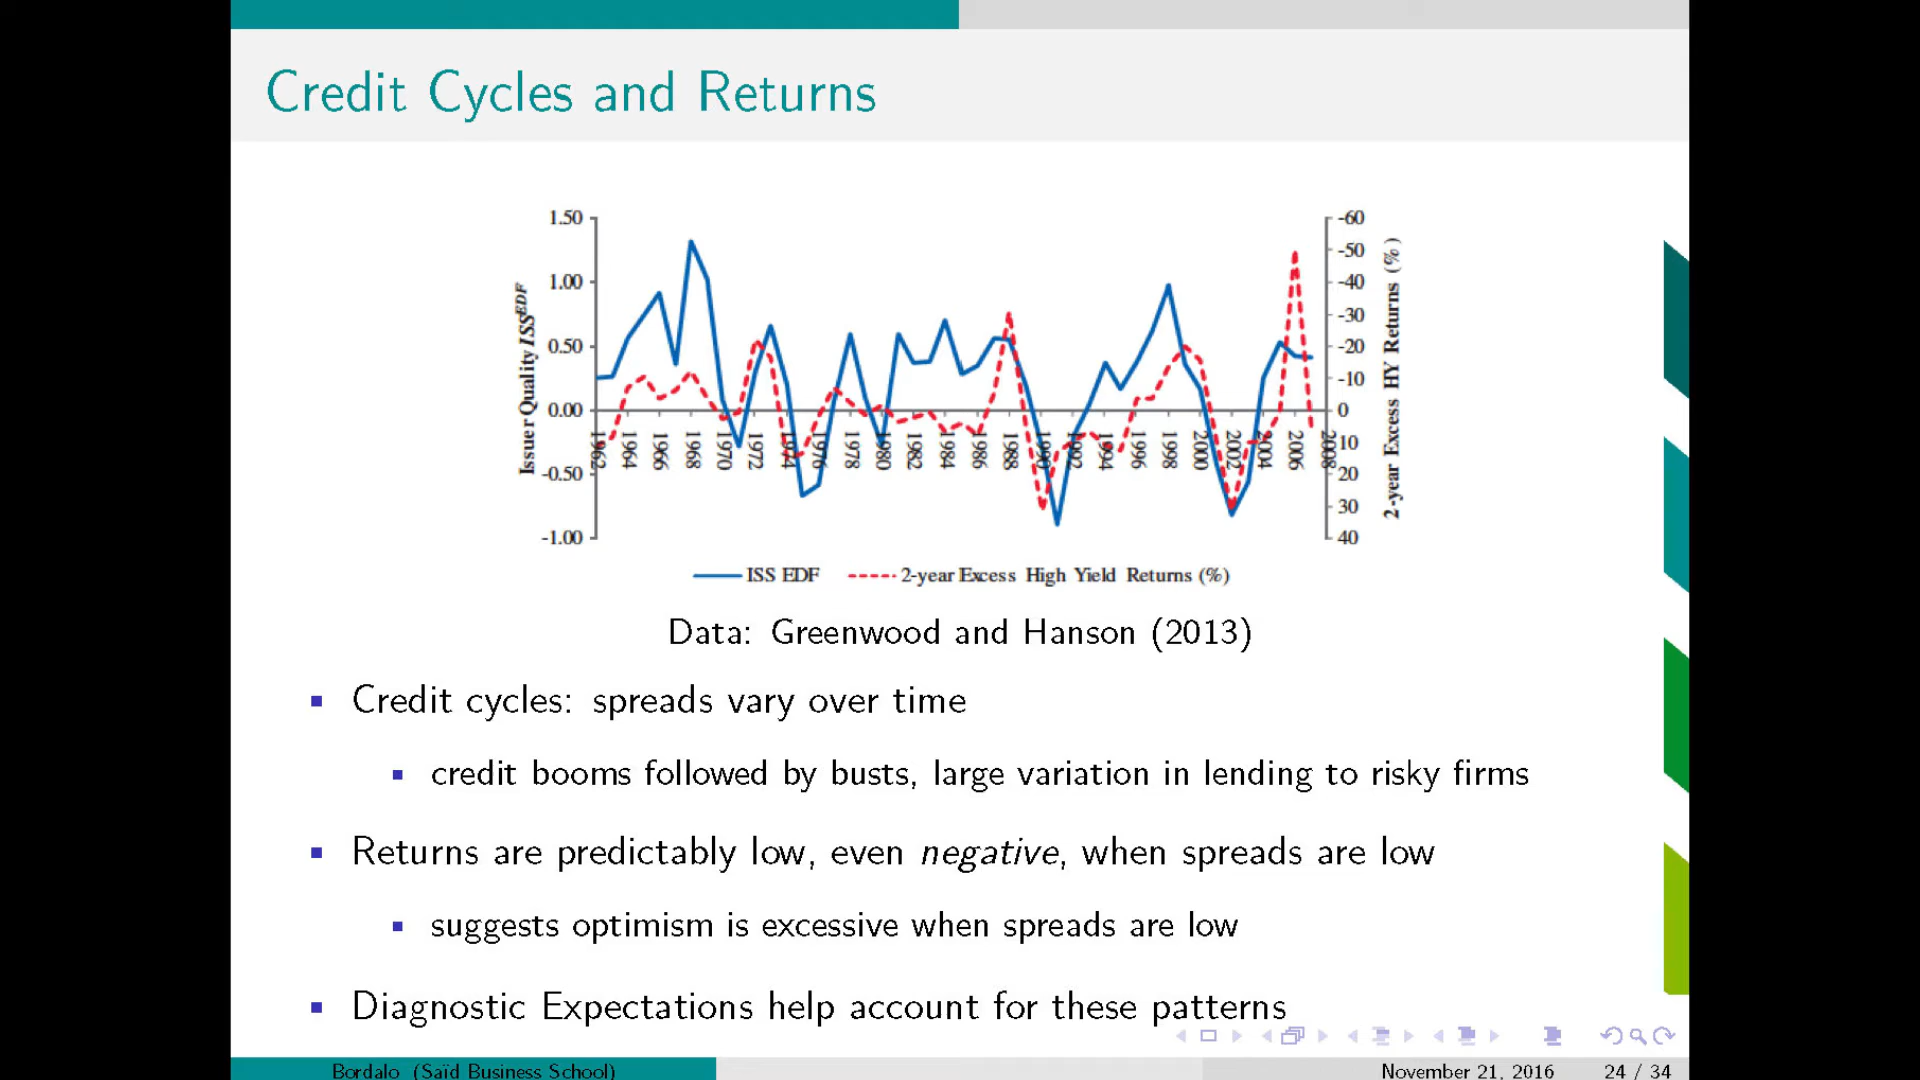 Credit Cycles and Returns
1.50
1.00
0.50
0.00
-0.50
-1.00
Issuer Quality ISS^EDF
1962 1964 1966 1968 1970 1972 1974 1976 1978 1980 1982 1984 1986 1988 1990 1992 1994 1996 1998 2000 2002 2004 2006 2008
-60
-50
-40
-30
-20
-10
0
10
20
30
40
2-year Excess HY Returns (%)
ISS EDF 2-year Excess High Yield Returns (%)
Data: Greenwood and Hanson (2013)
Credit cycles: spreads vary over time
credit booms followed by busts, large variation in lending to risky firms
Returns are predictably low, even negative, when spreads are low
suggests optimism is excessive when spreads are low
Diagnostic Expectations help account for these patterns
Bordalo (Saïd Business School) November 21, 2016 24 / 34